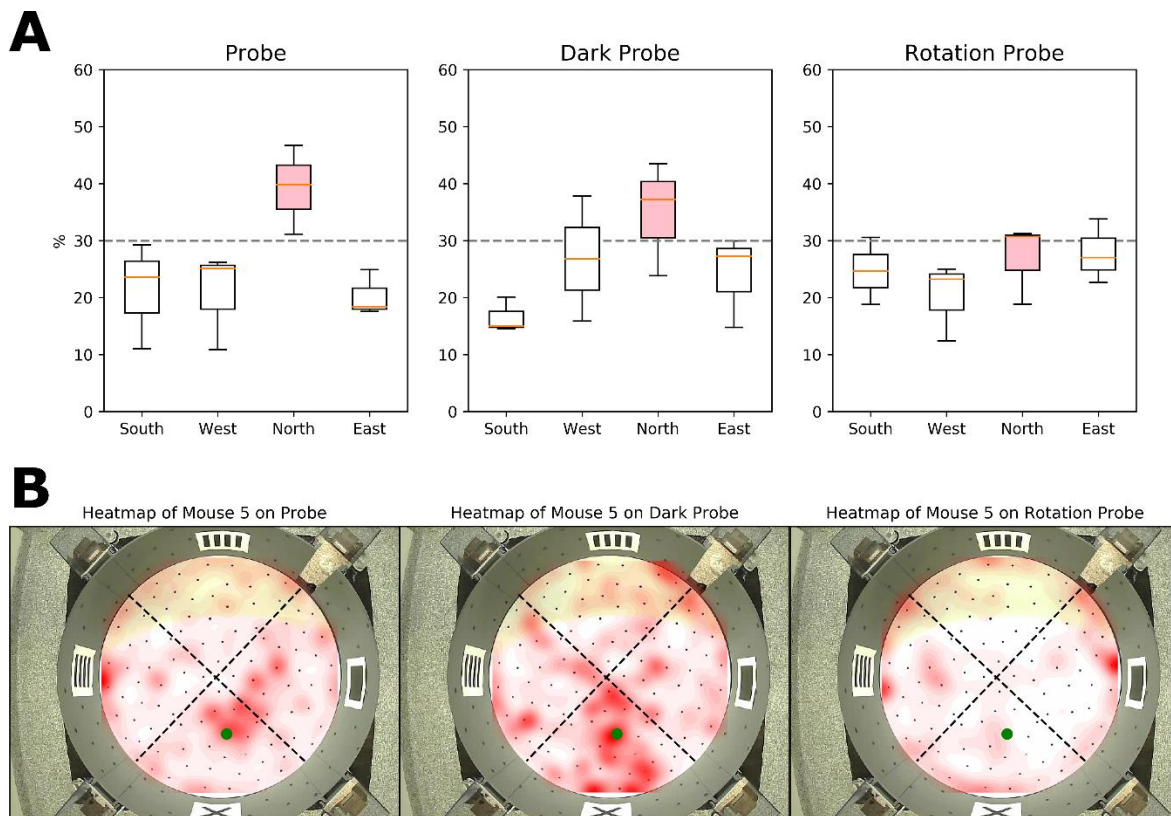 A
Probe
Dark Probe
Rotation Probe
60
50
40
30
20
10
0
%
South
West
North
East
60
50
40
30
20
10
0
South
West
North
East
60
50
40
30
20
10
0
South
West
North
East
B
Heatmap of Mouse 5 on Probe
Heatmap of Mouse 5 on Dark Probe
Heatmap of Mouse 5 on Rotation Probe